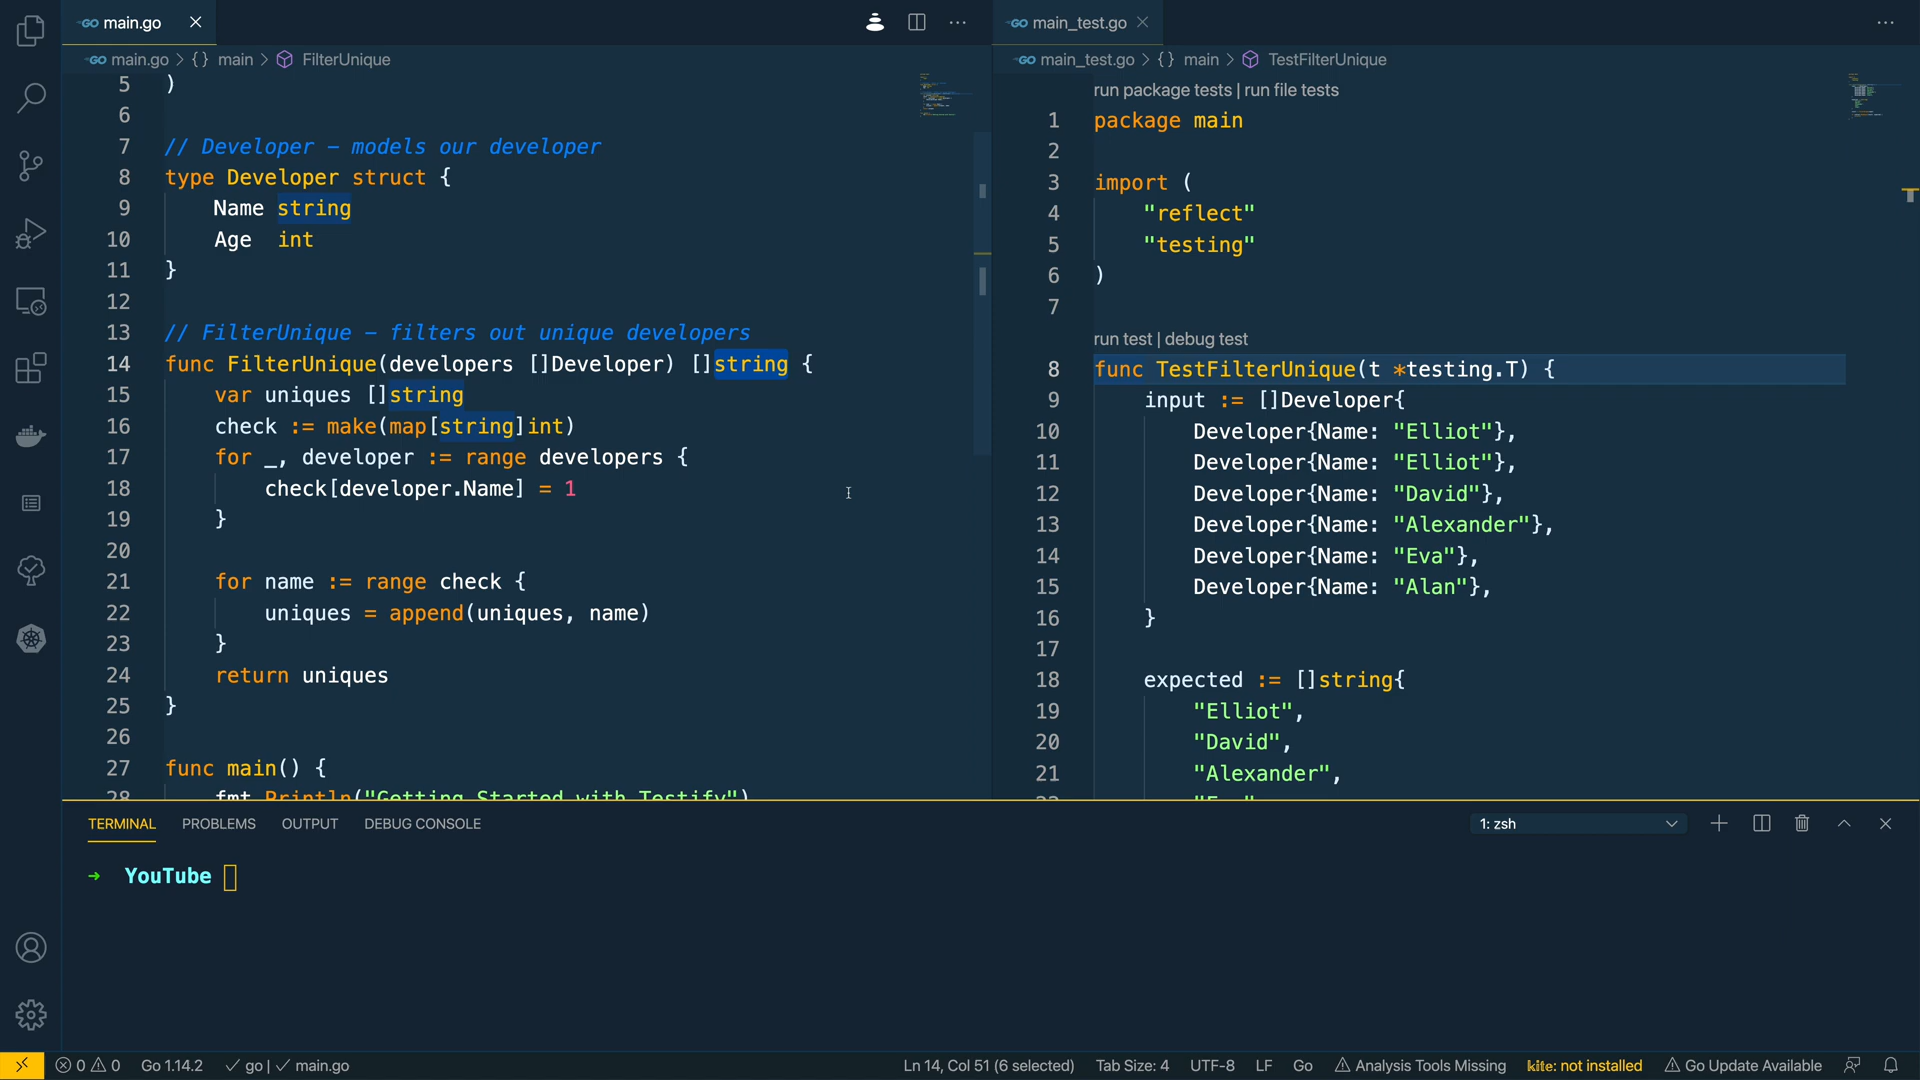 GO main.go
GO main.go > {} main > FilterUnique
5 )
6
7 // Developer – models our developer
8 type Developer struct {
9 Name string
10 Age int
11 }
12
13 // FilterUnique – filters out unique developers
14 func FilterUnique(developers []Developer) []string {
15 var uniques []string
16 check := make(map[string]int)
17 for _, developer := range developers {
18 check[developer.Name] = 1
19 }
20
21 for name := range check {
22 uniques = append(uniques, name)
23 }
24 return uniques
25 }
26
27 func main() {
28 fmt.Println("Getting Started with Testify")
GO main_test.go
GO main_test.go > {} main > TestFilterUnique
run package tests | run file tests
1 package main
2
3 import (
4 "reflect"
5 "testing"
6 )
7
run test | debug test
8 func TestFilterUnique(t *testing.T) {
9 input := []Developer{
10 Developer{Name: "Elliot"},
11 Developer{Name: "Elliot"},
12 Developer{Name: "David"},
13 Developer{Name: "Alexander"},
14 Developer{Name: "Eva"},
15 Developer{Name: "Alan"},
16 }
17
18 expected := []string{
19 "Elliot",
20 "David",
21 "Alexander",
TERMINAL PROBLEMS OUTPUT DEBUG CONSOLE 1: zsh
→ YouTube
0 0 Go 1.14.2 ✓ go | ✓ main.go Ln 14, Col 51 (6 selected) Tab Size: 4 UTF-8 LF Go Analysis Tools Missing kite: not installed Go Update Available